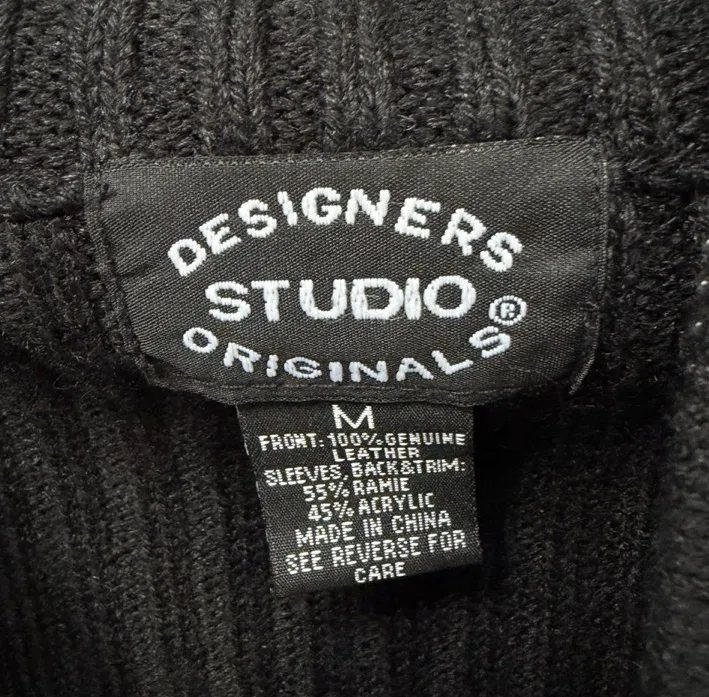 DESIGNERS
STUDIO
ORIGINALS®
M
FRONT: 100% GENUINE
LEATHER
SLEEVES, BACK&TRIM:
55% RAMIE
45% ACRYLIC
MADE IN CHINA
SEE REVERSE FOR
CARE